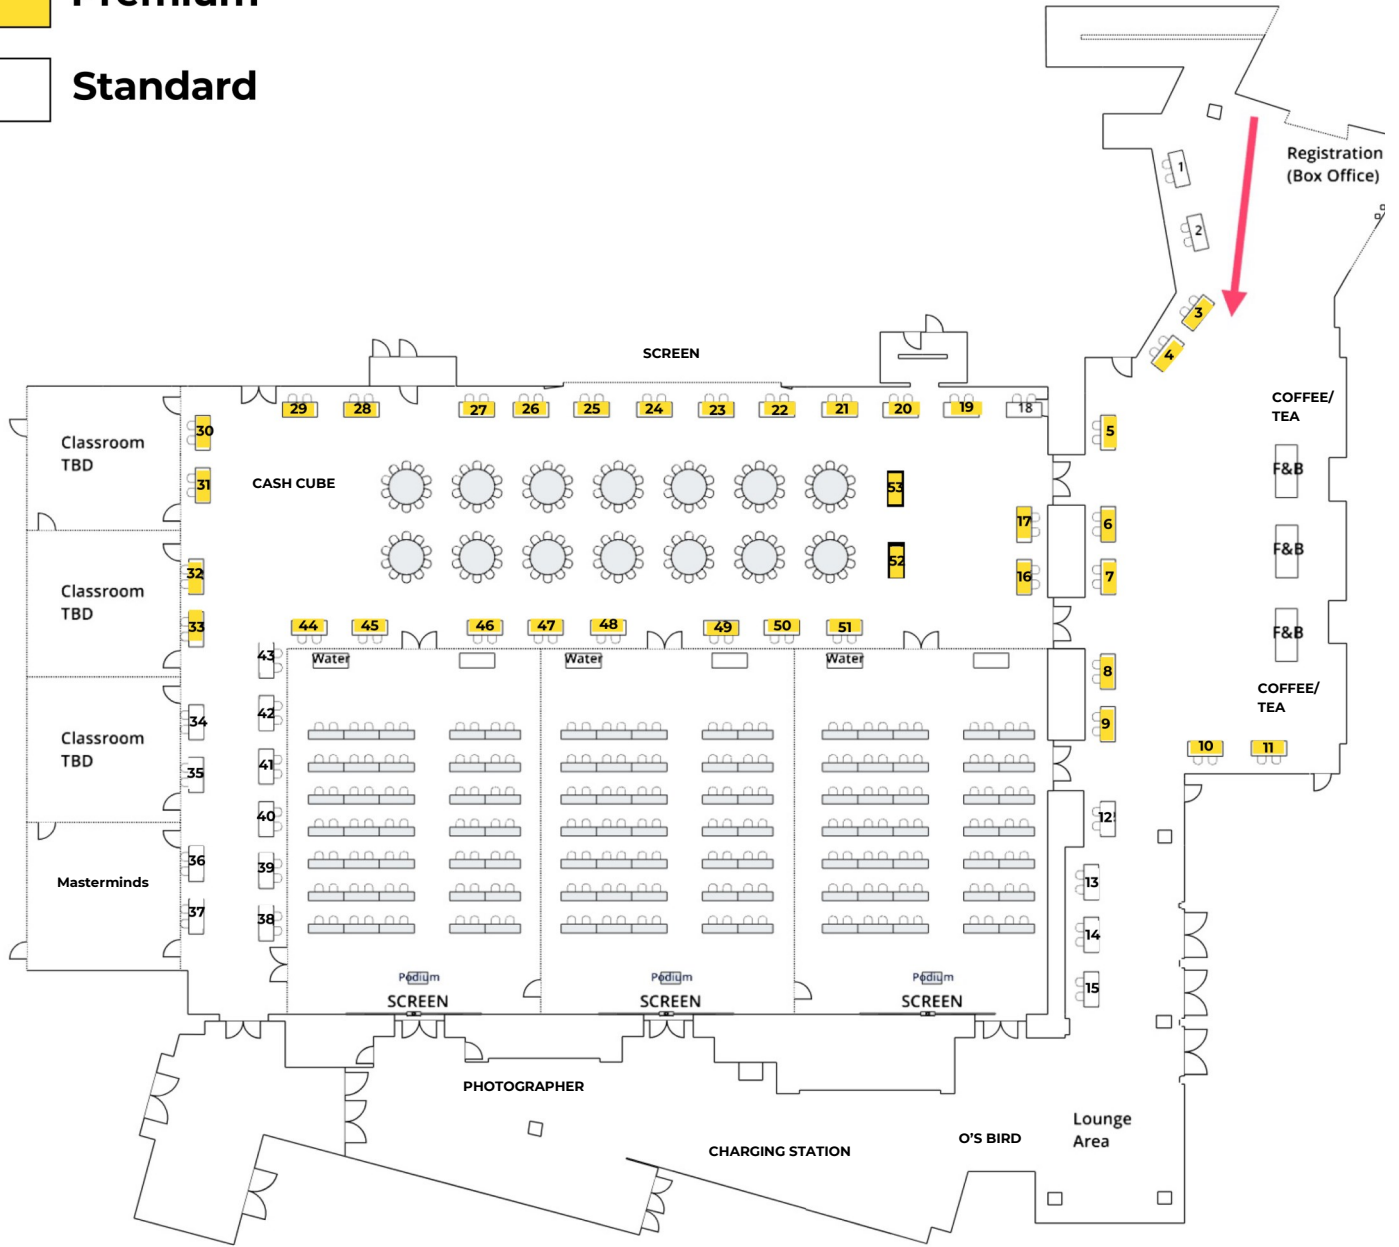 Premium
Standard
Registration
(Box Office)
1
2
3
4
SCREEN
COFFEE/
TEA
29
28
27
26
25
24
23
22
21
20
19
18
30
5
Classroom
TBD
F&B
31
CASH CUBE
53
17
6
F&B
52
32
16
7
Classroom
TBD
33
44
45
46
47
48
49
50
51
F&B
43
Water
Water
Water
8
COFFEE/
TEA
34
42
9
Classroom
TBD
10
11
35
41
40
12
36
39
Masterminds
13
37
38
14
Podium
Podium
Podium
15
SCREEN
SCREEN
SCREEN
PHOTOGRAPHER
Lounge
Area
O'S BIRD
CHARGING STATION